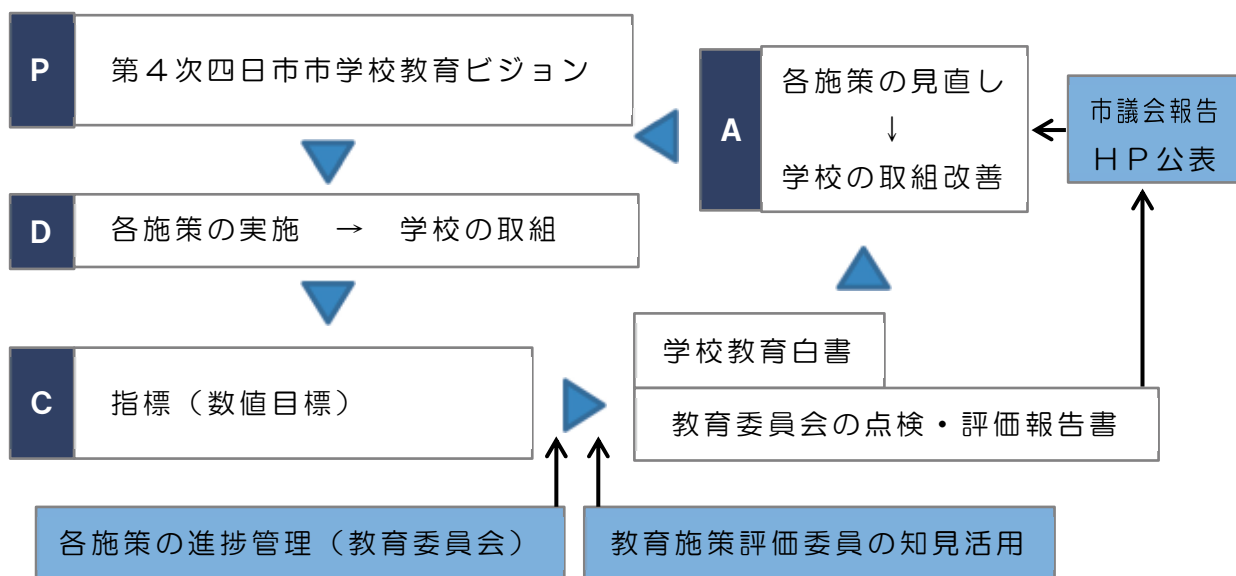 P
第４次四日市市学校教育ビジョン
D
各施策の実施　→　学校の取組
C
指標（数値目標）
A
各施策の見直し
↓
学校の取組改善
市議会報告
ＨＰ公表
学校教育白書
教育委員会の点検・評価報告書
各施策の進捗管理（教育委員会）
教育施策評価委員の知見活用